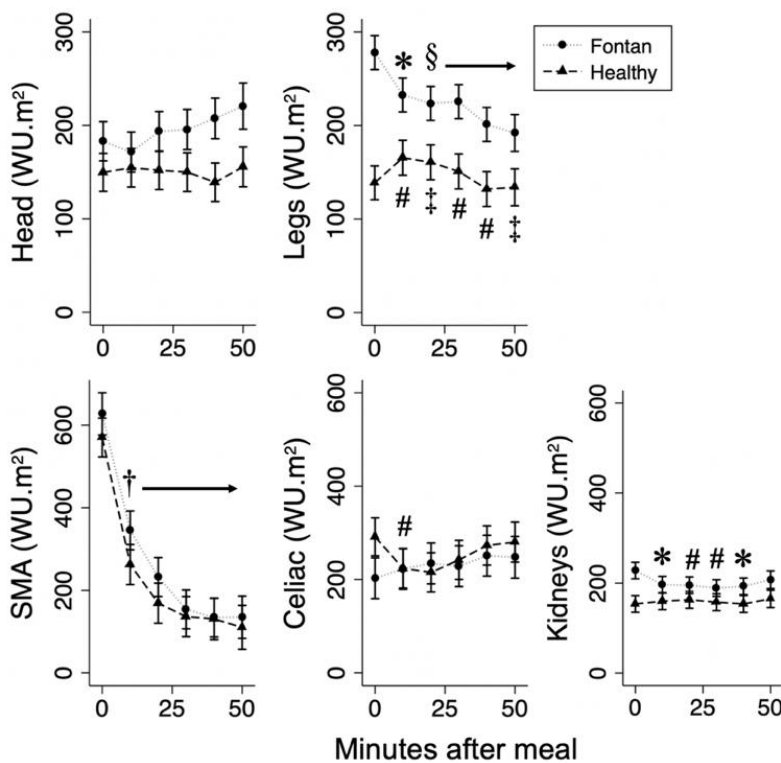 Fontan
Healthy
Head (WU.m²)
300
200
100
0
0 25 50
Legs (WU.m²)
300
200
100
0
* §
# ‡ # # ‡
0 25 50
SMA (WU.m²)
600
400
200
0
†
0 25 50
Celiac (WU.m²)
600
400
200
0
#
0 25 50
Kidneys (WU.m²)
600
400
200
0
* # # *
0 25 50
Minutes after meal